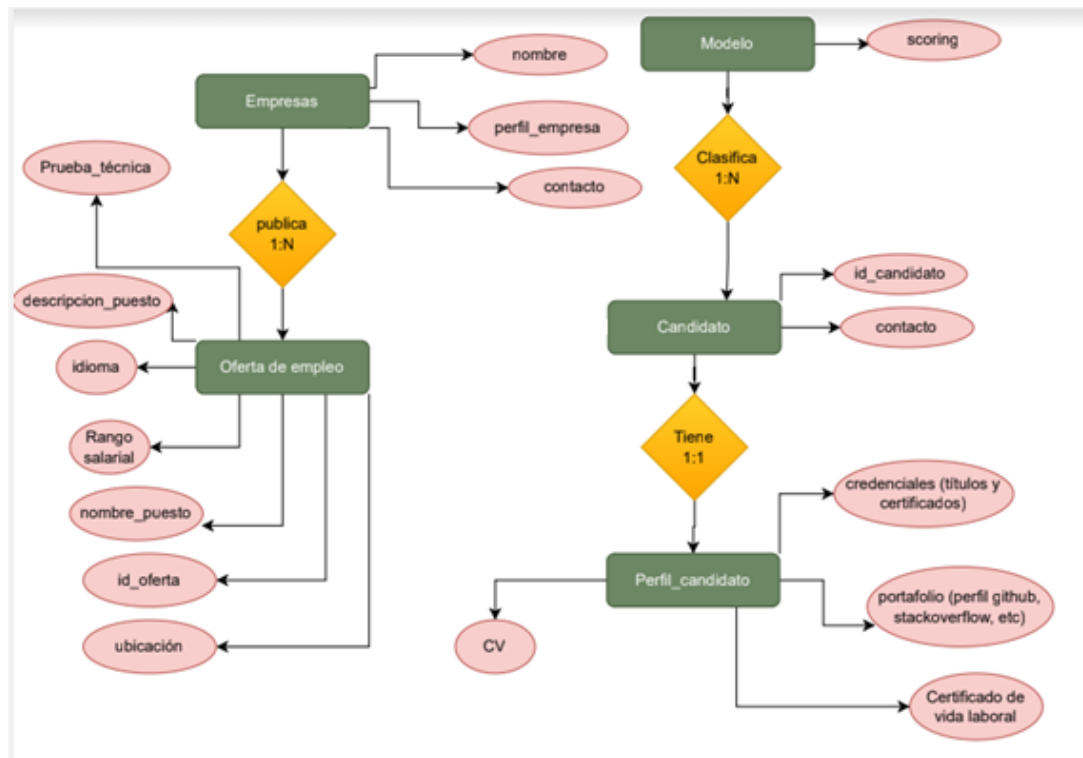 Modelo
scoring
nombre
Empresas
perfil_empresa
Clasifica
1:N
Prueba_técnica
contacto
publica
1:N
id_candidato
descripcion_puesto
Candidato
contacto
idioma
Oferta de empleo
Rango
salarial
Tiene
1:1
credenciales (títulos y
certificados)
nombre_puesto
id_oferta
Perfil_candidato
portafolio (perfil github,
stackoverflow, etc)
ubicación
CV
Certificado de
vida laboral